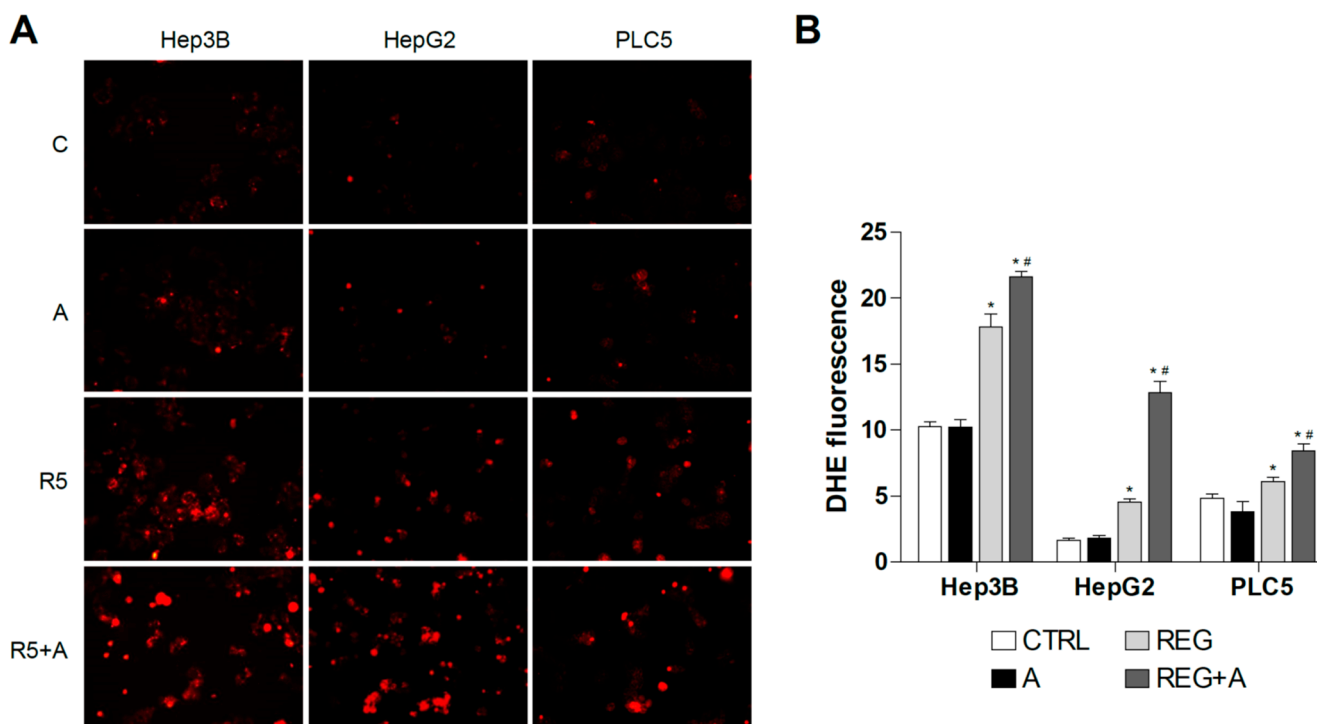 A
Hep3B HepG2 PLC5
C
A
R5
R5+A
B
DHE fluorescence
25
20
15
10
5
0
*
* #
*
* #
*
* #
Hep3B HepG2 PLC5
CTRL REG
A REG+A